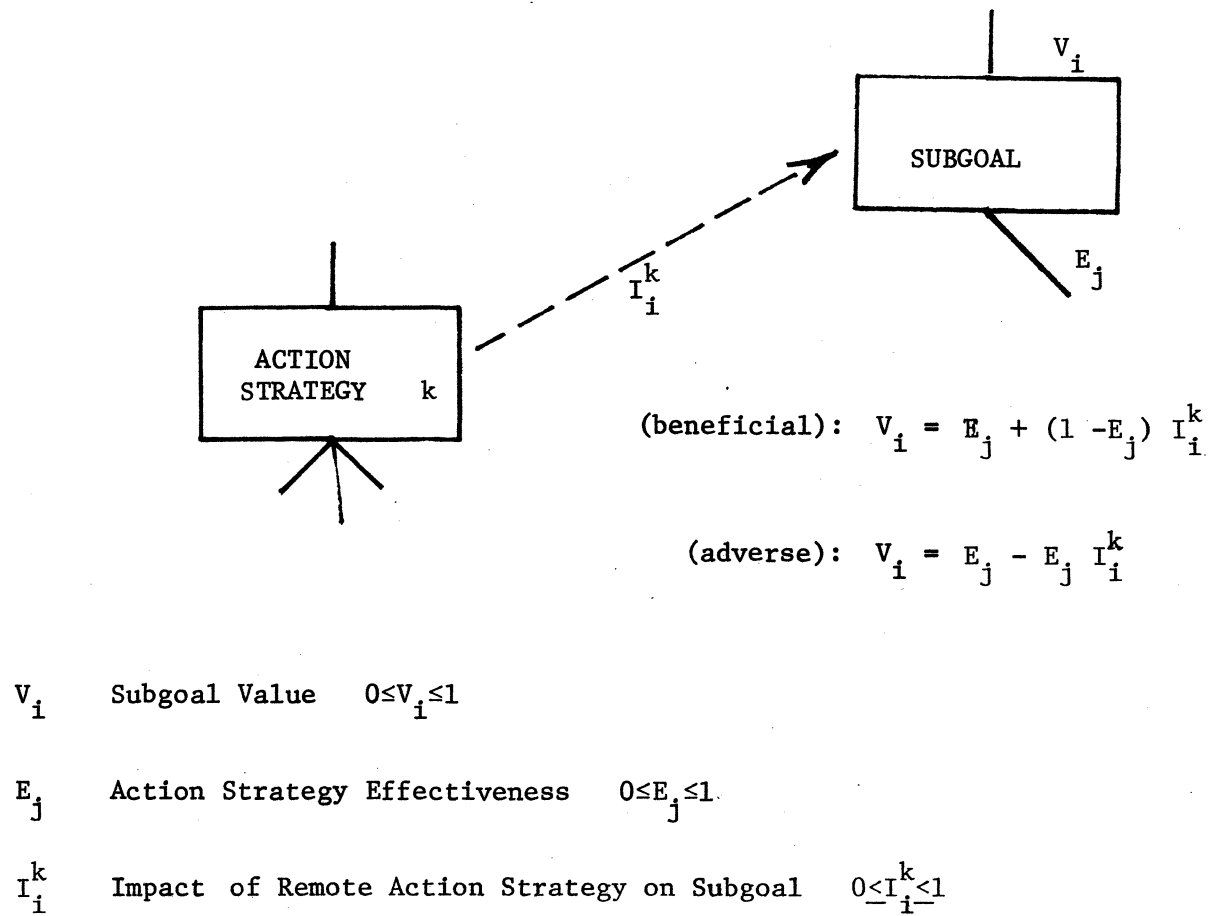 V_i
SUBGOAL
E_j
I_i^k
ACTION
STRATEGY k
(beneficial): V_i = E_j + (1 -E_j) I_i^k
(adverse): V_i = E_j - E_j I_i^k
V_i Subgoal Value 0≤V_i≤1
E_j Action Strategy Effectiveness 0≤E_j≤1
I_i^k Impact of Remote Action Strategy on Subgoal 0≤I_i^k≤1